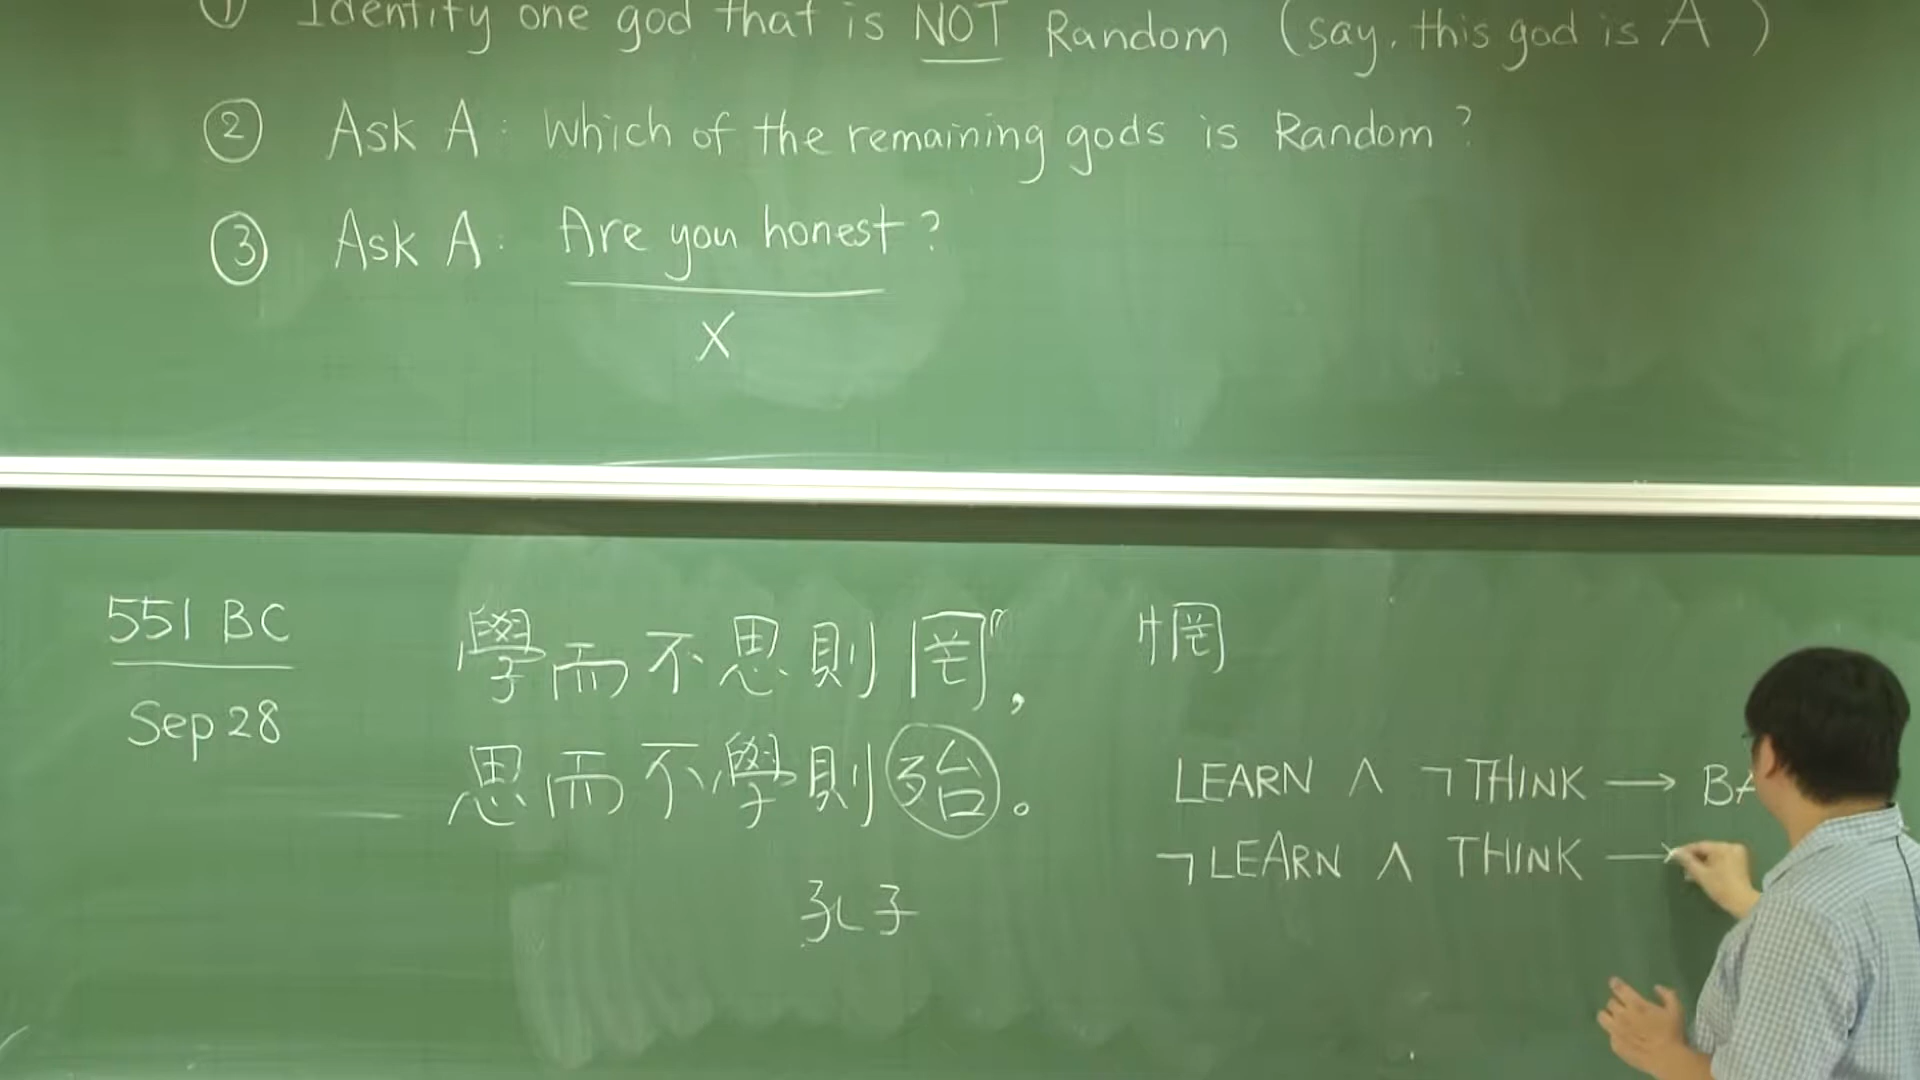 ① Identify one god that is NOT Random (say, this god is A)
② Ask A: Which of the remaining gods is Random?
③ Ask A: Are you honest?
X
551 BC
Sep 28
學而不思則罔,
思而不學則殆。
孔子
惘
LEARN ∧ ¬THINK → BA
¬LEARN ∧ THINK →